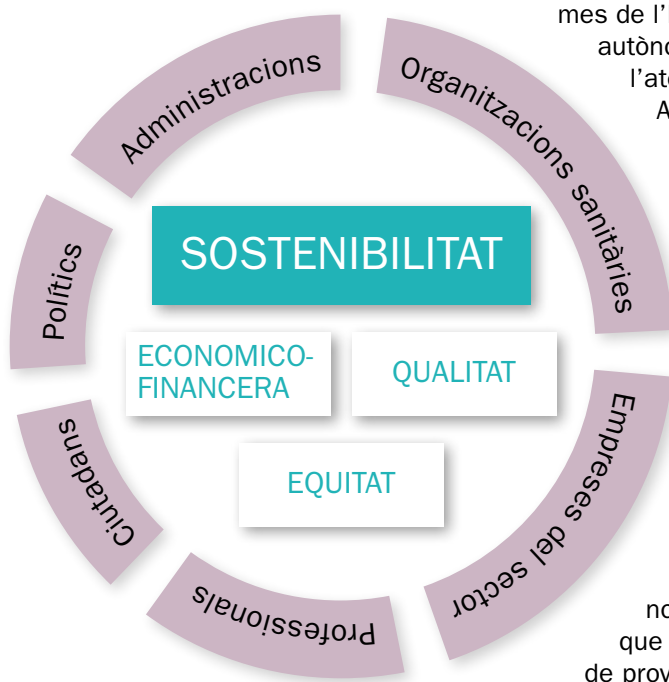 mes de l’
autòno
l’ate
A
Administracions
Organitzacions sanitàries
Polítics
SOSTENIBILITAT
ECONOMICO-
FINANCERA
QUALITAT
EQUITAT
Ciutadans
Empreses del sector
Professionals
no
que
de prov